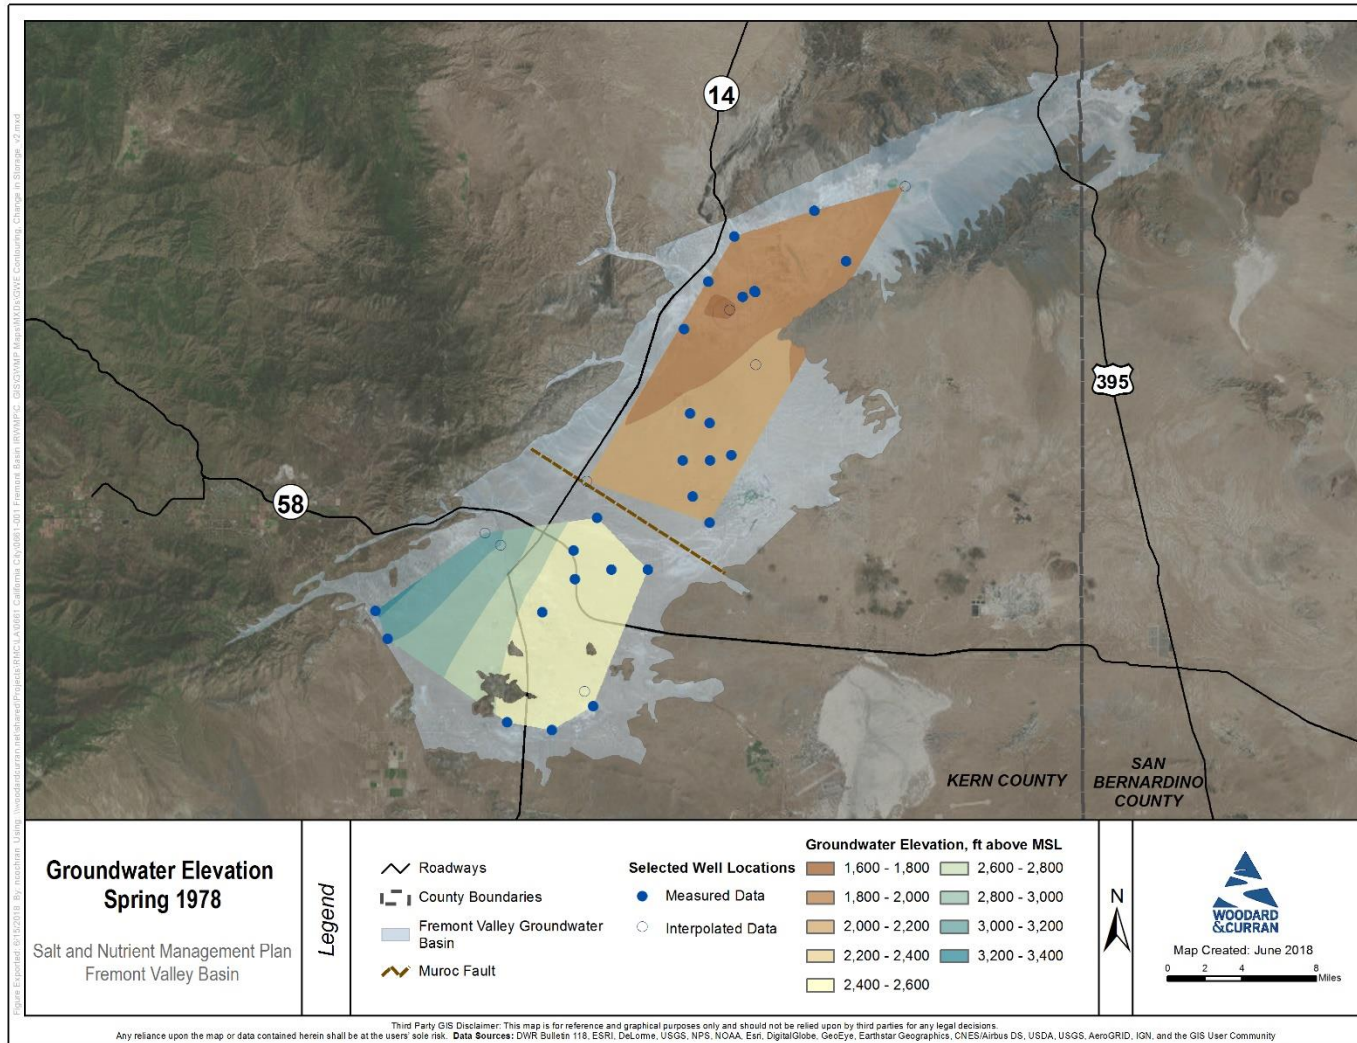 14
395
58
KERN COUNTY
SAN
BERNARDINO
COUNTY
Groundwater Elevation
Spring 1978
Salt and Nutrient Management Plan
Fremont Valley Basin
Legend
Roadways
County Boundaries
Fremont Valley Groundwater
Basin
Muroc Fault
Selected Well Locations
Measured Data
Interpolated Data
Groundwater Elevation, ft above MSL
1,600 - 1,800
1,800 - 2,000
2,000 - 2,200
2,200 - 2,400
2,400 - 2,600
2,600 - 2,800
2,800 - 3,000
3,000 - 3,200
3,200 - 3,400
N
WOODARD
&CURRAN
Map Created: June 2018
0 2 4 8
Miles
Third Party GIS Disclaimer: This map is for reference and graphical purposes only and should not be relied upon by third parties for any legal decisions.
Any reliance upon the map or data contained herein shall be at the users' sole risk. Data Sources: DWR Bulletin 118, ESRI, DeLorme, USGS, NPS, NOAA, Esri, DigitalGlobe, GeoEye, Earthstar Geographics, CNES/Airbus DS, USDA, USGS, AeroGRID, IGN, and the GIS User Community
Figure Exported: 6/15/2018 By: ncochran Using: